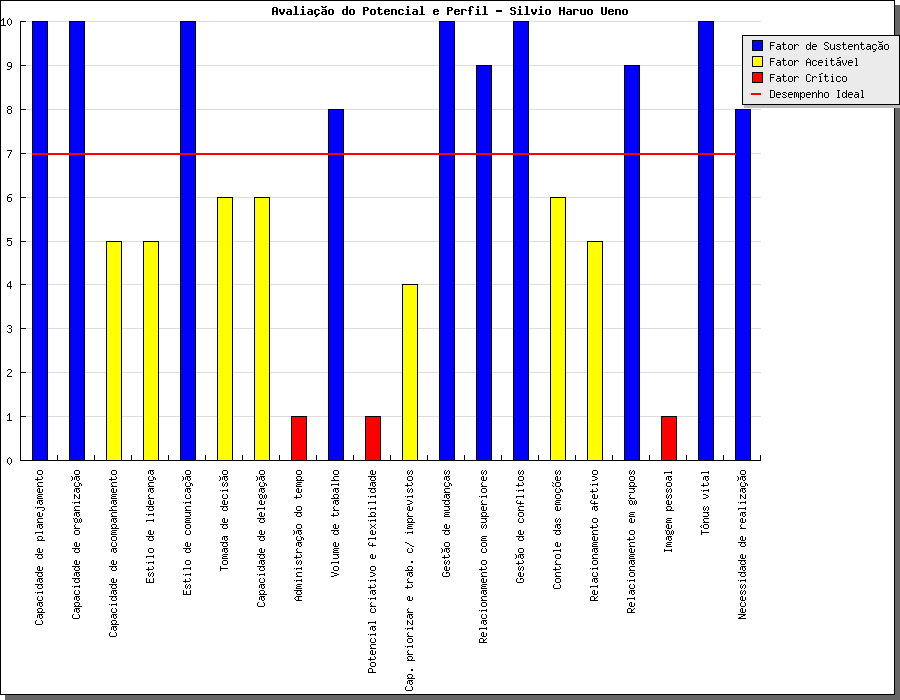 Avaliação do Potencial e Perfil - Silvio Haruo Ueno
Fator de Sustentação
Fator Aceitável
Fator Crítico
Desempenho Ideal
10
9
8
7
6
5
4
3
2
1
0
Capacidade de planejamento
Capacidade de organização
Capacidade de acompanhamento
Estilo de liderança
Estilo de comunicação
Tomada de decisão
Capacidade de delegação
Administração do tempo
Volume de trabalho
Potencial criativo e flexibilidade
Cap. priorizar e trab. c/ imprevistos
Gestão de mudanças
Relacionamento com superiores
Gestão de conflitos
Controle das emoções
Relacionamento afetivo
Relacionamento em grupos
Imagem pessoal
Tônus vital
Necessidade de realização